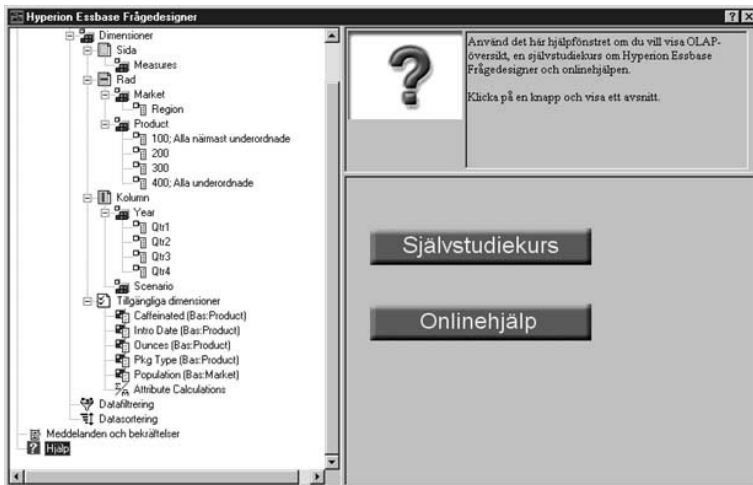 Hyperion Essbase Frågedesigner
Dimensioner
Sida
Measures
Rad
Market
Region
Product
100; Alla närmast underordnade
200
300
400; Alla underordnade
Kolumn
Year
Qtr1
Qtr2
Qtr3
Qtr4
Scenario
Tillgängliga dimensioner
Caffeinated (Bas:Product)
Intro Date (Bas:Product)
Ounces (Bas:Product)
Pkg Type (Bas:Product)
Population (Bas:Market)
Attribute Calculations
Datafiltrering
Datasortering
Meddelanden och bekräftelser
Hjälp
Använd det här hjälpfönstret om du vill visa OLAP-
översikt, en självstudiekurs om Hyperion Essbase
Frågedesigner och onlinehjälpen.
Klicka på en knapp och visa ett avsnitt.
Självstudiekurs
Onlinehjälp